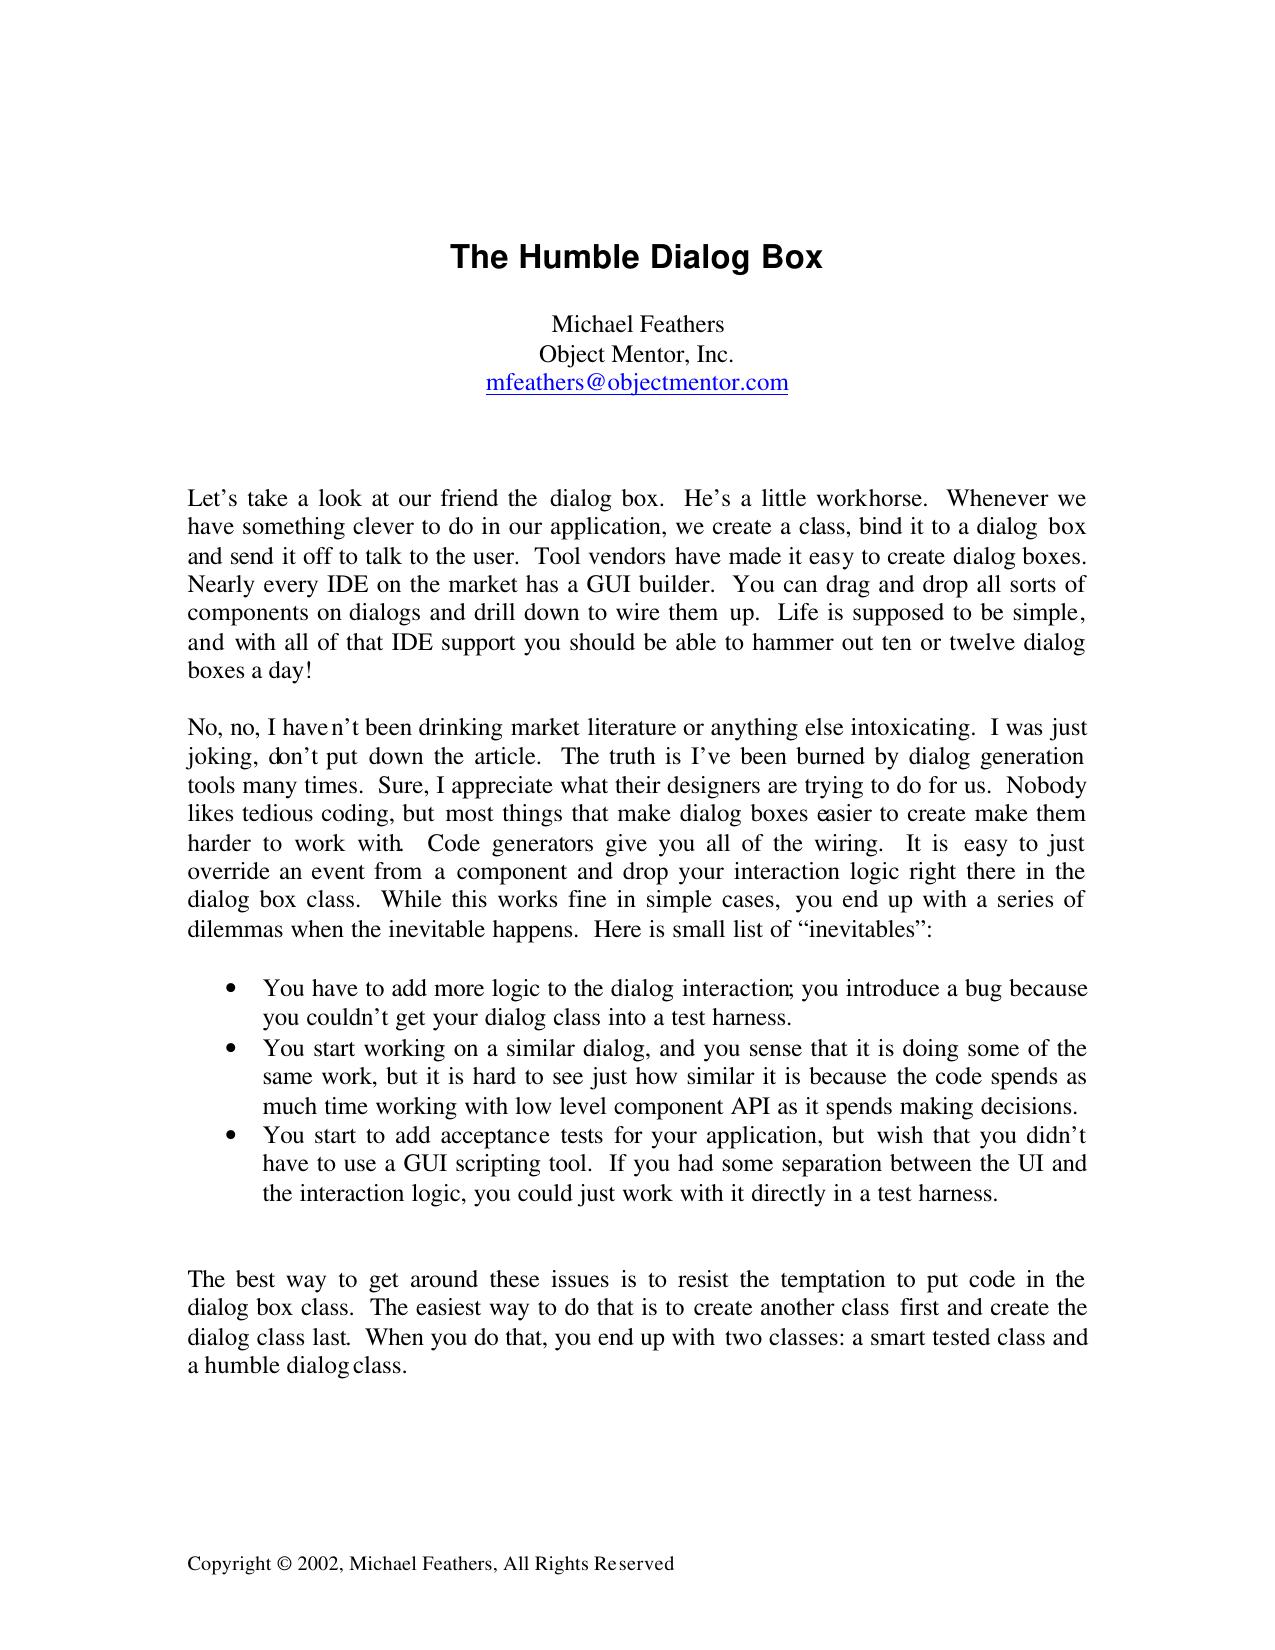 The Humble Dialog Box
Michael Feathers
Object Mentor, Inc.
mfeathers@objectmentor.com
Let’s take a look at our friend the dialog box. He’s a little workhorse. Whenever we
have something clever to do in our application, we create a class, bind it to a dialog box
and send it off to talk to the user. Tool vendors have made it easy to create dialog boxes.
Nearly every IDE on the market has a GUI builder. You can drag and drop all sorts of
components on dialogs and drill down to wire them up. Life is supposed to be simple,
and with all of that IDE support you should be able to hammer out ten or twelve dialog
boxes a day!
No, no, I haven’t been drinking market literature or anything else intoxicating. I was just
joking, don’t put down the article. The truth is I’ve been burned by dialog generation
tools many times. Sure, I appreciate what their designers are trying to do for us. Nobody
likes tedious coding, but most things that make dialog boxes easier to create make them
harder to work with. Code generators give you all of the wiring. It is easy to just
override an event from a component and drop your interaction logic right there in the
dialog box class. While this works fine in simple cases, you end up with a series of
dilemmas when the inevitable happens. Here is small list of “inevitables”:
• You have to add more logic to the dialog interaction; you introduce a bug because
you couldn’t get your dialog class into a test harness.
• You start working on a similar dialog, and you sense that it is doing some of the
same work, but it is hard to see just how similar it is because the code spends as
much time working with low level component API as it spends making decisions.
• You start to add acceptance tests for your application, but wish that you didn’t
have to use a GUI scripting tool. If you had some separation between the UI and
the interaction logic, you could just work with it directly in a test harness.
The best way to get around these issues is to resist the temptation to put code in the
dialog box class. The easiest way to do that is to create another class first and create the
dialog class last. When you do that, you end up with two classes: a smart tested class and
a humble dialog class.
Copyright © 2002, Michael Feathers, All Rights Reserved